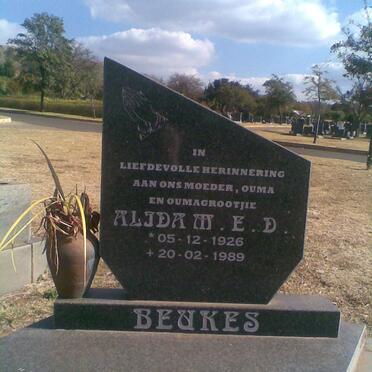 IN
LIEFDEVOLLE HERINNERING
AAN ONS MOEDER, OUMA
EN OUMAGROOTJIE
ALIDA M. E. D.
* 05-12-1926
+ 20-02-1989
BEUKES